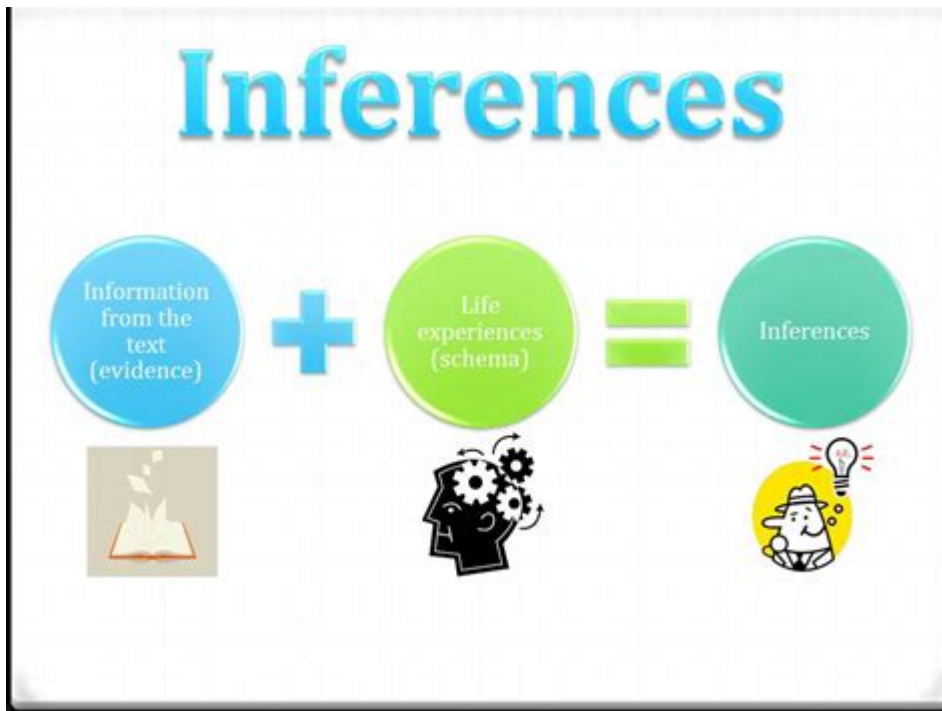 Inferences
Information
from the
text
(evidence)
Life
experiences
(schema)
Inferences